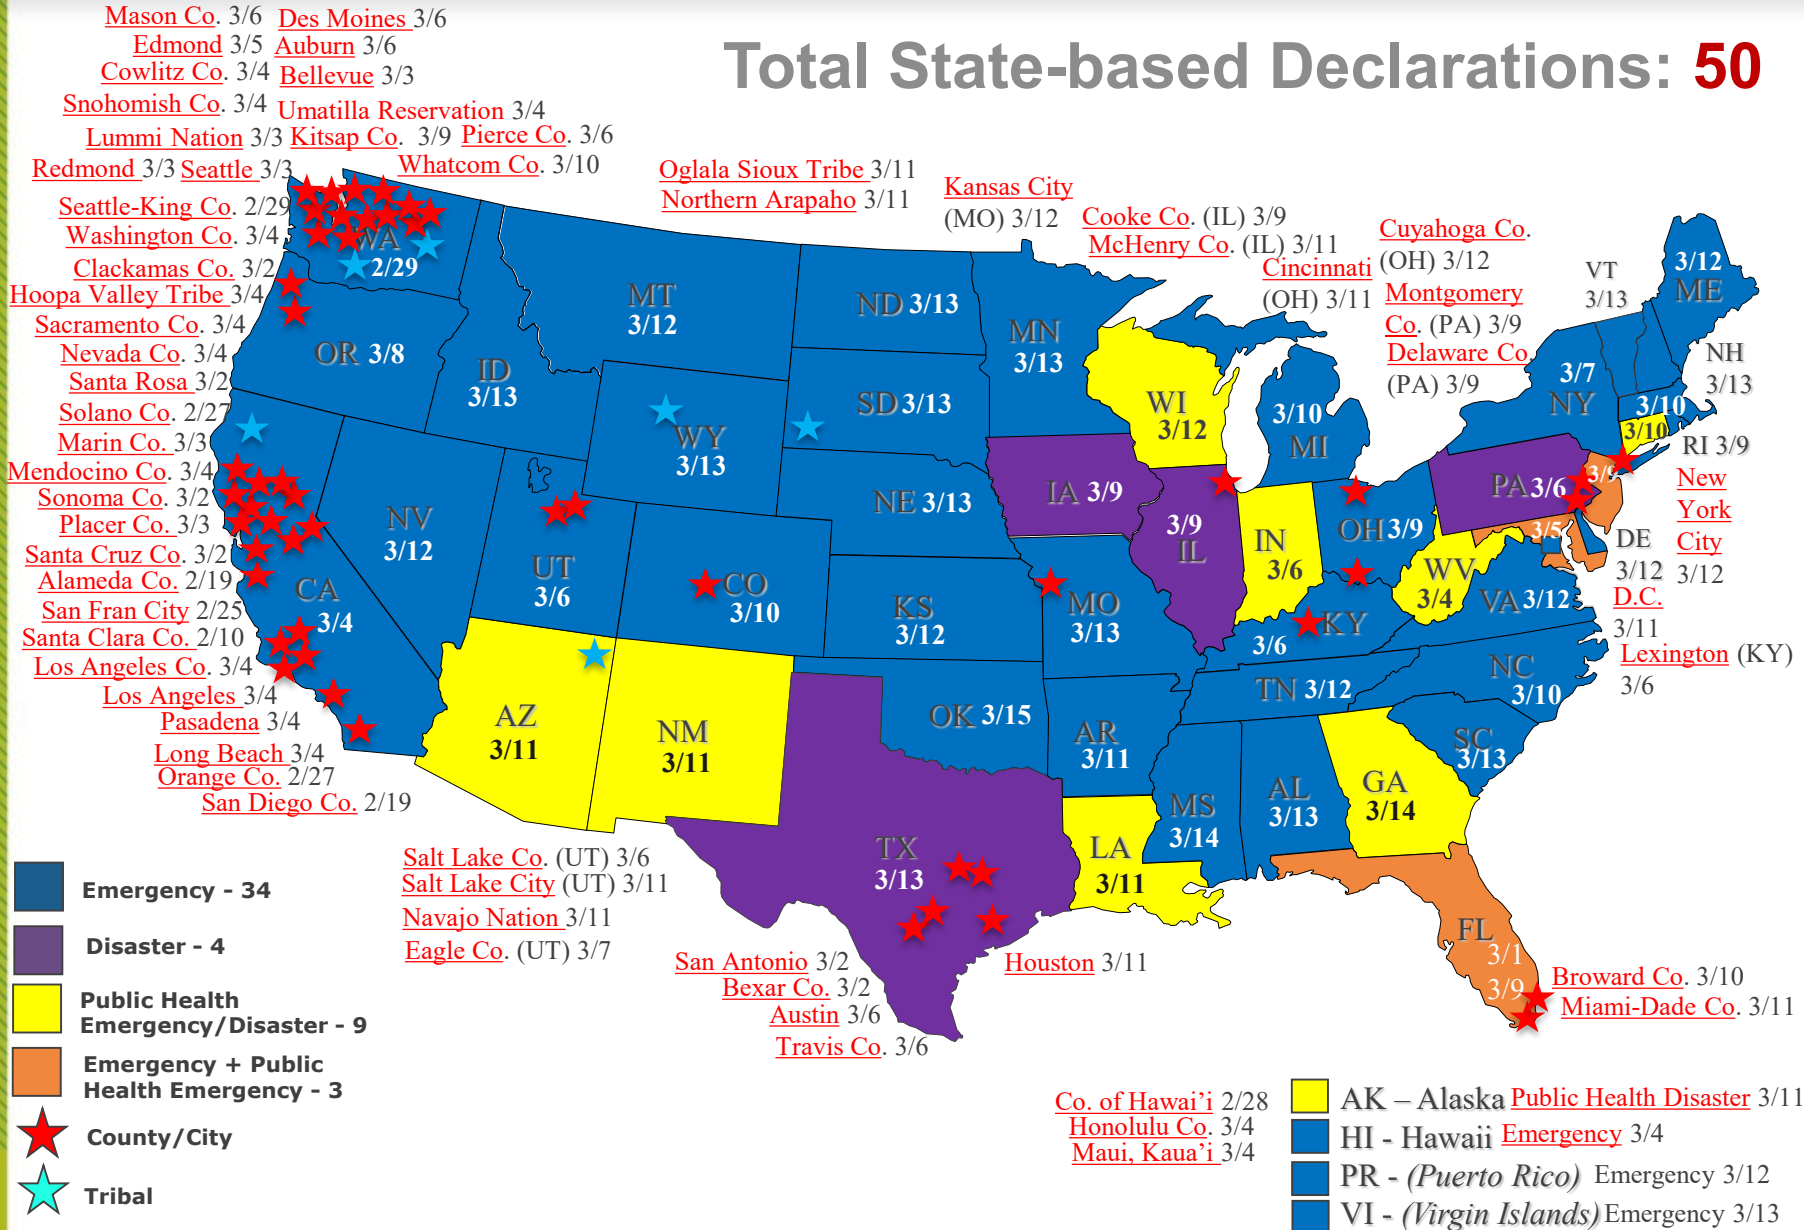 Total State-based Declarations: 50
Mason Co. 3/6 Des Moines 3/6
Edmond 3/5 Auburn 3/6
Cowlitz Co. 3/4 Bellevue 3/3
Snohomish Co. 3/4 Umatilla Reservation 3/4
Lummi Nation 3/3 Kitsap Co. 3/9 Pierce Co. 3/6
Redmond 3/3 Seattle 3/3 Whatcom Co. 3/10
Seattle-King Co. 2/29
Washington Co. 3/4
Clackamas Co. 3/2
Hoopa Valley Tribe 3/4
Sacramento Co. 3/4
Nevada Co. 3/4
Santa Rosa 3/2
Solano Co. 2/27
Marin Co. 3/3
Mendocino Co. 3/4
Sonoma Co. 3/2
Placer Co. 3/3
Santa Cruz Co. 3/2
Alameda Co. 2/19
San Fran City 2/25
Santa Clara Co. 2/10
Los Angeles Co. 3/4
Los Angeles 3/4
Pasadena 3/4
Long Beach 3/4
Orange Co. 2/27
San Diego Co. 2/19
Oglala Sioux Tribe 3/11
Northern Arapaho 3/11
Kansas City
(MO) 3/12
Cooke Co. (IL) 3/9
McHenry Co. (IL) 3/11
Cincinnati
(OH) 3/11
Cuyahoga Co.
(OH) 3/12
Montgomery
Co. (PA) 3/9
Delaware Co.
(PA) 3/9
VT
3/13
3/12
ME
NH
3/13
3/7
NY
3/10
3/10
RI 3/9
New
York
City
3/12
DE
3/12
D.C.
3/11
Lexington (KY)
3/6
WA
2/29
OR 3/8
ID
3/13
MT
3/12
ND 3/13
MN
3/13
SD 3/13
WY
3/13
WI
3/12
3/10
MI
IA 3/9
NE 3/13
NV
3/12
UT
3/6
CO
3/10
CA
3/4
KS
3/12
MO
3/13
3/9
IL
IN
3/6
OH 3/9
PA 3/6
3/9
3/5
WV
3/4
VA 3/12
KY
3/6
TN 3/12
NC
3/10
SC
3/13
AZ
3/11
NM
3/11
OK 3/15
AR
3/11
TX
3/13
LA
3/11
MS
3/14
AL
3/13
GA
3/14
FL
3/1
3/9
Salt Lake Co. (UT) 3/6
Salt Lake City (UT) 3/11
Navajo Nation 3/11
Eagle Co. (UT) 3/7
San Antonio 3/2
Bexar Co. 3/2
Austin 3/6
Travis Co. 3/6
Houston 3/11
Broward Co. 3/10
Miami-Dade Co. 3/11
Emergency - 34
Disaster - 4
Public Health
Emergency/Disaster - 9
Emergency + Public
Health Emergency - 3
County/City
Tribal
Co. of Hawai’i 2/28
Honolulu Co. 3/4
Maui, Kaua’i 3/4
AK – Alaska Public Health Disaster 3/11
HI - Hawaii Emergency 3/4
PR - (Puerto Rico) Emergency 3/12
VI - (Virgin Islands) Emergency 3/13